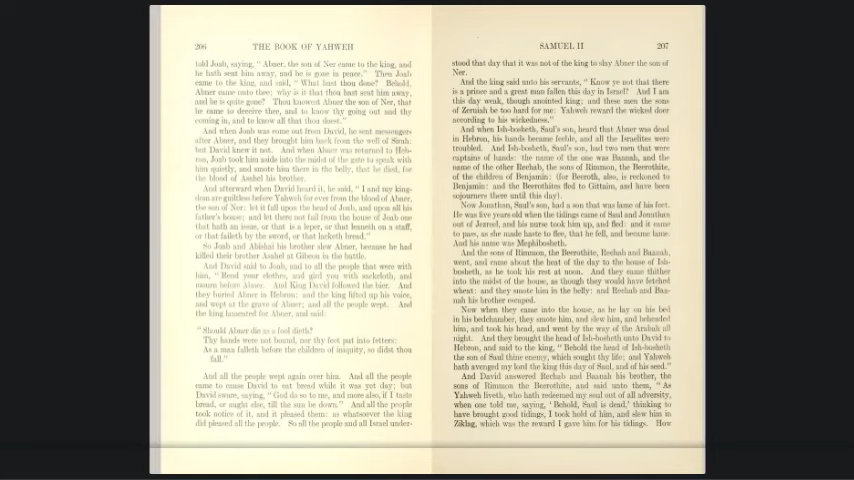 206 THE BOOK OF YAHWEH
told Joab, saying, "Abner, the son of Ner came to the king, and
he hath sent him away, and he is gone in peace." Then Joab
came to the king, and said, "What hast thou done? Behold,
Abner came unto thee; why is it that thou hast sent him away,
and he is quite gone? Thou knowest Abner the son of Ner, that
he came to deceive thee, and to know thy going out and thy
coming in, and to know all that thou doest."
And when Joab was come out from David, he sent messengers
after Abner, and they brought him back from the well of Sirah:
but David knew it not. And when Abner was returned to Heb-
ron, Joab took him aside into the midst of the gate to speak with
him quietly, and smote him there in the belly, that he died, for
the blood of Asahel his brother.
And afterward when David heard it, he said, "I and my king-
dom are guiltless before Yahweh for ever from the blood of Abner,
the son of Ner: let it fall upon the head of Joab, and upon all his
father's house; and let there not fail from the house of Joab one
that hath an issue, or that is a leper, or that leaneth on a staff,
or that falleth by the sword, or that lacketh bread."
So Joab and Abishai his brother slew Abner, because he had
killed their brother Asahel at Gibeon in the battle.
And David said to Joab, and to all the people that were with
him, "Rend your clothes, and gird you with sackcloth, and
mourn before Abner. And King David followed the bier. And
they buried Abner in Hebron: and the king lifted up his voice,
and wept at the grave of Abner; and all the people wept. And
the king lamented for Abner, and said:
"Should Abner die as a fool dieth?
Thy hands were not bound, nor thy feet put into fetters:
As a man falleth before the children of iniquity, so didst thou
fall."
And all the people wept again over him. And all the people
came to cause David to eat bread while it was yet day; but
David sware, saying, "God do so to me, and more also, if I taste
bread, or aught else, till the sun be down." And all the people
took notice of it, and it pleased them: as whatsoever the king
did pleased all the people. So all the people and all Israel under-
SAMUEL II 207
stood that day that it was not of the king to slay Abner the son of
Ner.
And the king said unto his servants, "Know ye not that there
is a prince and a great man fallen this day in Israel? And I am
this day weak, though anointed king; and these men the sons
of Zeruiah be too hard for me: Yahweh reward the wicked doer
according to his wickedness."
And when Ish-bosheth, Saul's son, heard that Abner was dead
in Hebron, his hands became feeble, and all the Israelites were
troubled. And Ish-bosheth, Saul's son, had two men that were
captains of bands: the name of the one was Baanah, and the
name of the other Rechab, the sons of Rimmon, the Beerothite,
of the children of Benjamin: (for Beeroth, also, is reckoned to
Benjamin: and the Beerothites fled to Gittaim, and have been
sojourners there until this day).
Now Jonathan, Saul's son, had a son that was lame of his feet.
He was five years old when the tidings came of Saul and Jonathan
out of Jezreel, and his nurse took him up, and fled: and it came
to pass, as she made haste to flee, that he fell, and became lame.
And his name was Mephibosheth.
And the sons of Rimmon, the Beerothite, Rechab and Baanah,
went, and came about the heat of the day to the house of Ish-
bosheth, as he took his rest at noon. And they came thither
into the midst of the house, as though they would have fetched
wheat: and they smote him in the belly: and Rechab and Baa-
nah his brother escaped.
Now when they came into the house, as he lay on his bed
in his bedchamber, they smote him, and slew him, and beheaded
him, and took his head, and went by the way of the Arabah all
night. And they brought the head of Ish-bosheth unto David to
Hebron, and said to the king, "Behold the head of Ish-bosheth
the son of Saul thine enemy, which sought thy life; and Yahweh
hath avenged my lord the king this day of Saul, and of his seed."
And David answered Rechab and Baanah his brother, the
sons of Rimmon the Beerothite, and said unto them, "As
Yahweh liveth, who hath redeemed my soul out of all adversity,
when one told me, saying, 'Behold, Saul is dead,' thinking to
have brought good tidings, I took hold of him, and slew him in
Ziklag, which was the reward I gave him for his tidings. How